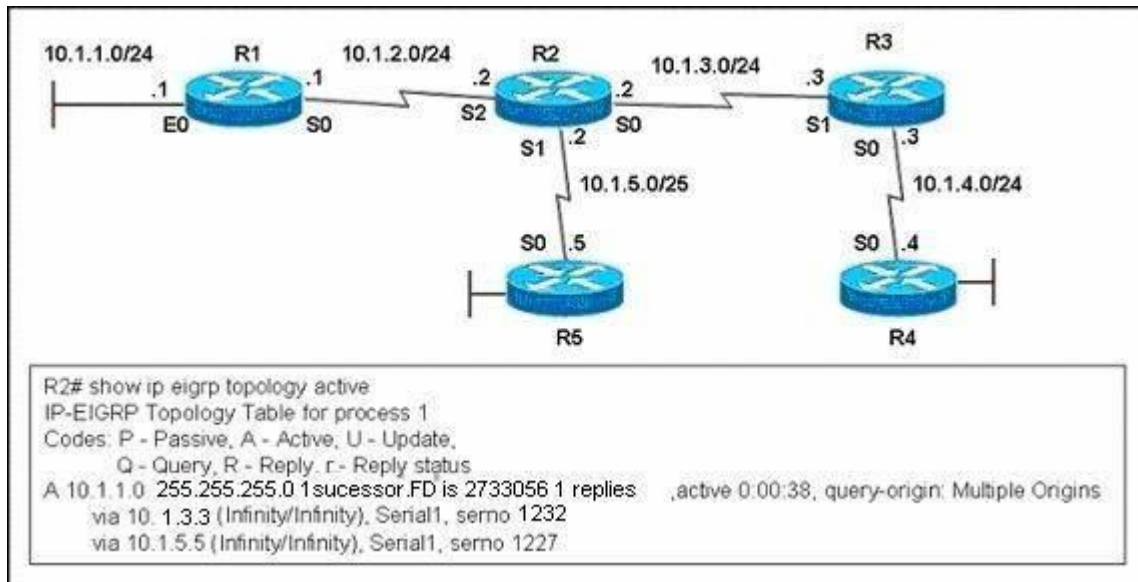 10.1.1.0/24
R1
10.1.2.0/24
R2
10.1.3.0/24
R3
.1
.1
.2
.2
.3
E0
S0
S2
S0
S1
S1
.2
S0
.3
10.1.5.0/25
10.1.4.0/24
S0
.5
S0
.4
R5
R4
R2# show ip eigrp topology active
IP-EIGRP Topology Table for process 1
Codes: P - Passive, A - Active, U - Update,
Q - Query, R - Reply. r - Reply status
A 10.1.1.0 255.255.255.0 1sucessor.FD is 2733056 1 replies ,active 0:00:38, query-origin: Multiple Origins
via 10. 1.3.3 (Infinity/Infinity), Serial1, serno 1232
via 10.1.5.5 (Infinity/Infinity), Serial1, serno 1227